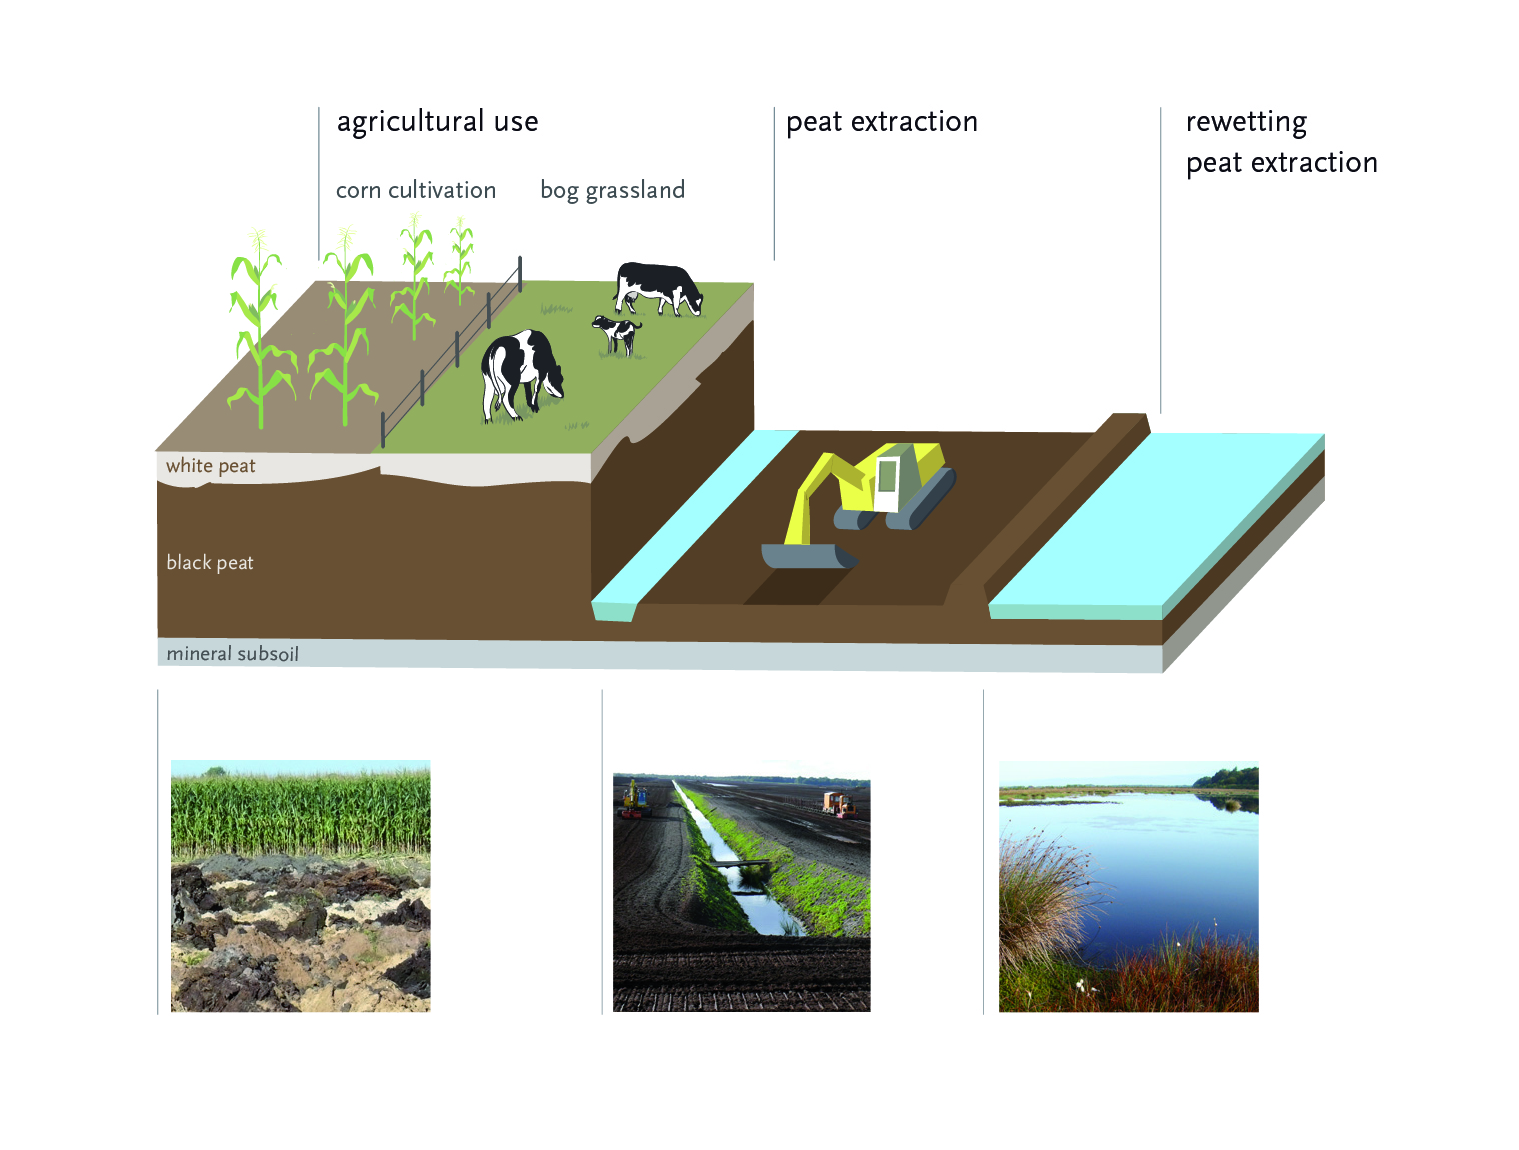 agricultural use
peat extraction
rewetting
peat extraction
corn cultivation
bog grassland
white peat
black peat
mineral subsoil